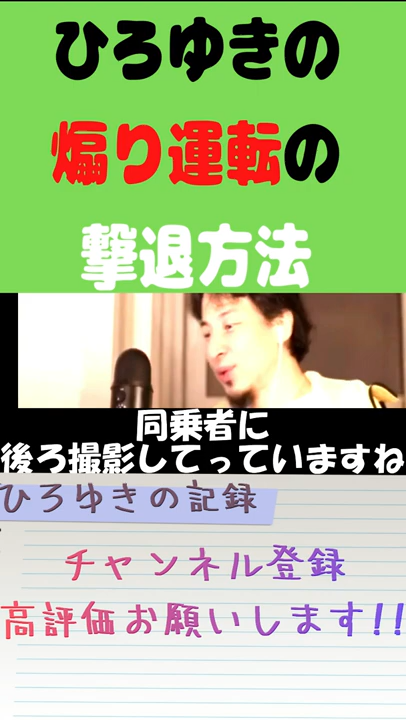 ひろゆきの
煽り運転の
撃退方法
同乗者に
後ろ撮影してっていますね
ひろゆきの記録
チャンネル登録
高評価お願いします!!